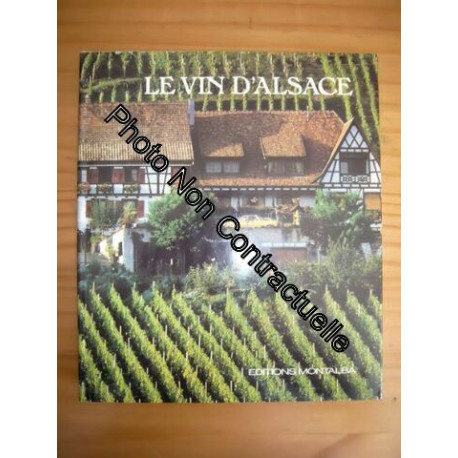 LE VIN D'ALSACE
Photo Non Contractuelle
EDITIONS MONTALBA